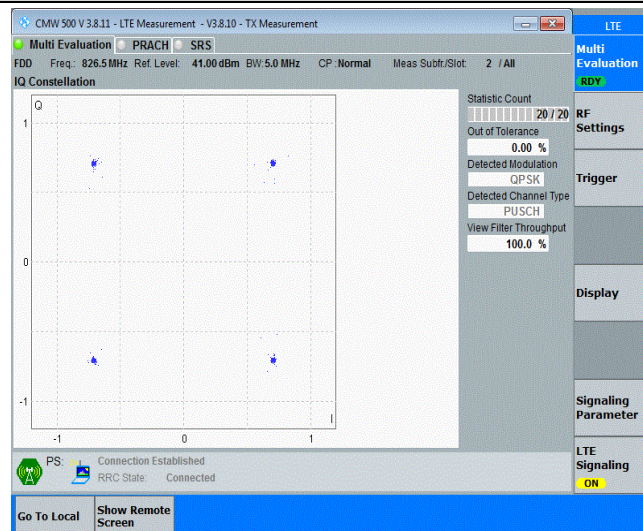 CMW 500 V 3.8.11 - LTE Measurement - V3.8.10 - TX Measurement
LTE
Multi Evaluation PRACH SRS
FDD Freq.: 826.5 MHz Ref. Level: 41.00 dBm BW: 5.0 MHz CP : Normal Meas Subfr./Slot: 2 / All
IQ Constellation
Q
1
0
-1
-1 0 1
I
Statistic Count
20 / 20
Out of Tolerance
0.00 %
Detected Modulation
QPSK
Detected Channel Type
PUSCH
View Filter Throughput
100.0 %
PS: Connection Established
RRC State: Connected
Multi
Evaluation
RDY
RF
Settings
Trigger
Display
Signaling
Parameter
LTE
Signaling
ON
Go To Local
Show Remote
Screen